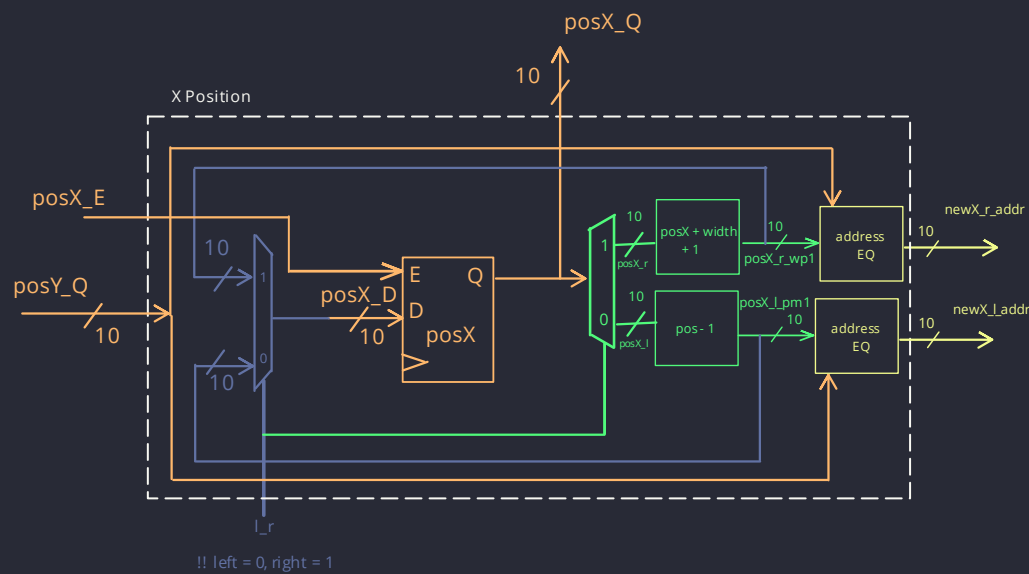 posX_Q
10
X Position
posX_E
newX_r_addr
10
10
10
1
posX + width
+ 1
address
EQ
10
posX_r
posX_r_wp1
1
E
Q
posY_Q
posX_D
D
10
posX_l_pm1
newX_l_addr
10
10
posX
0
10
pos - 1
address
EQ
10
posX_l
0
10
l_r
!! left = 0, right = 1